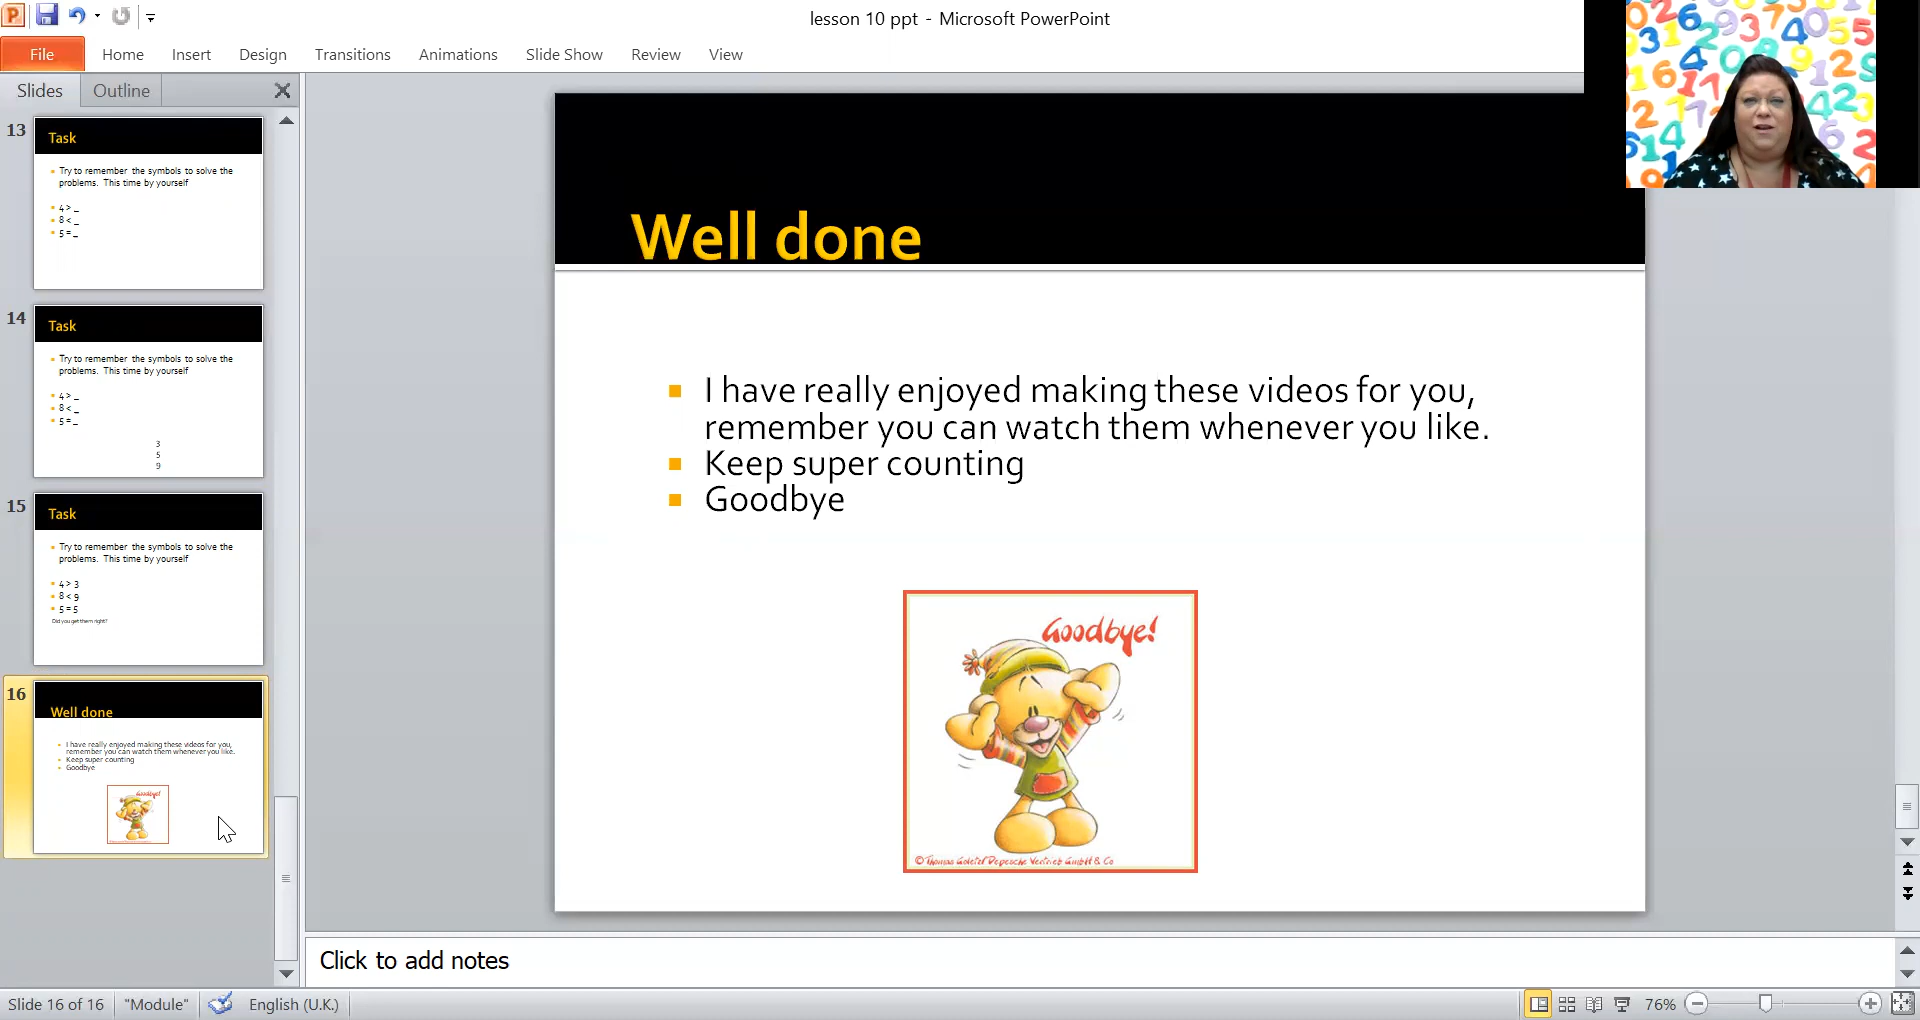 lesson 10 ppt - Microsoft PowerPoint
File Home Insert Design Transitions Animations Slide Show Review View
Slides Outline
13
Task
Try to remember the symbols to solve the
problems. This time by yourself
4 > _
8 < _
5 = _
14
Task
Try to remember the symbols to solve the
problems. This time by yourself
4 > _
8 < _
5 = _
3
5
9
15
Task
Try to remember the symbols to solve the
problems. This time by yourself
4 > 3
8 < 9
5 = 5
Did you get them right?
16
Well done
I have really enjoyed making these videos for you,
remember you can watch them whenever you like.
Keep super counting
Goodbye
Goodbye!
Well done
I have really enjoyed making these videos for you,
remember you can watch them whenever you like.
Keep super counting
Goodbye
Goodbye!
© Thomas Goletz Depesche Vertrieb GmbH & Co
Click to add notes
Slide 16 of 16 "Module" English (U.K.) 76%